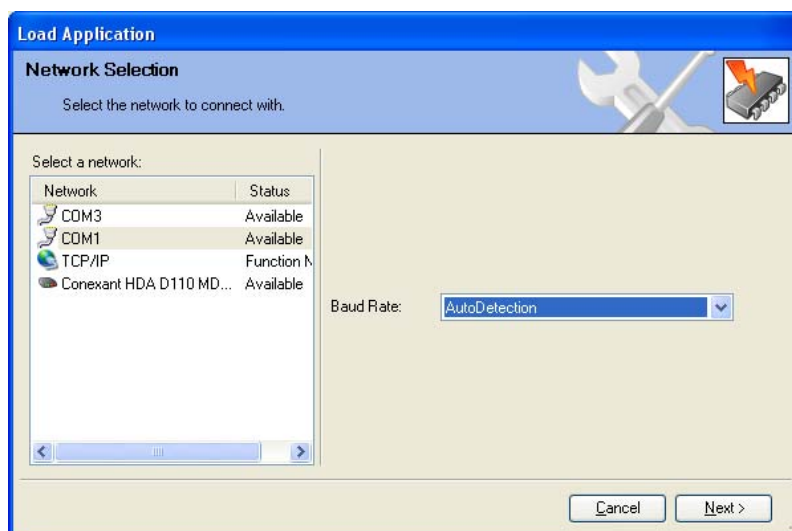 Load Application
Network Selection
Select the network to connect with.
Select a network:
Network Status
COM3 Available
COM1 Available
TCP/IP Function N
Conexant HDA D110 MD... Available
Baud Rate: AutoDetection
Cancel Next >